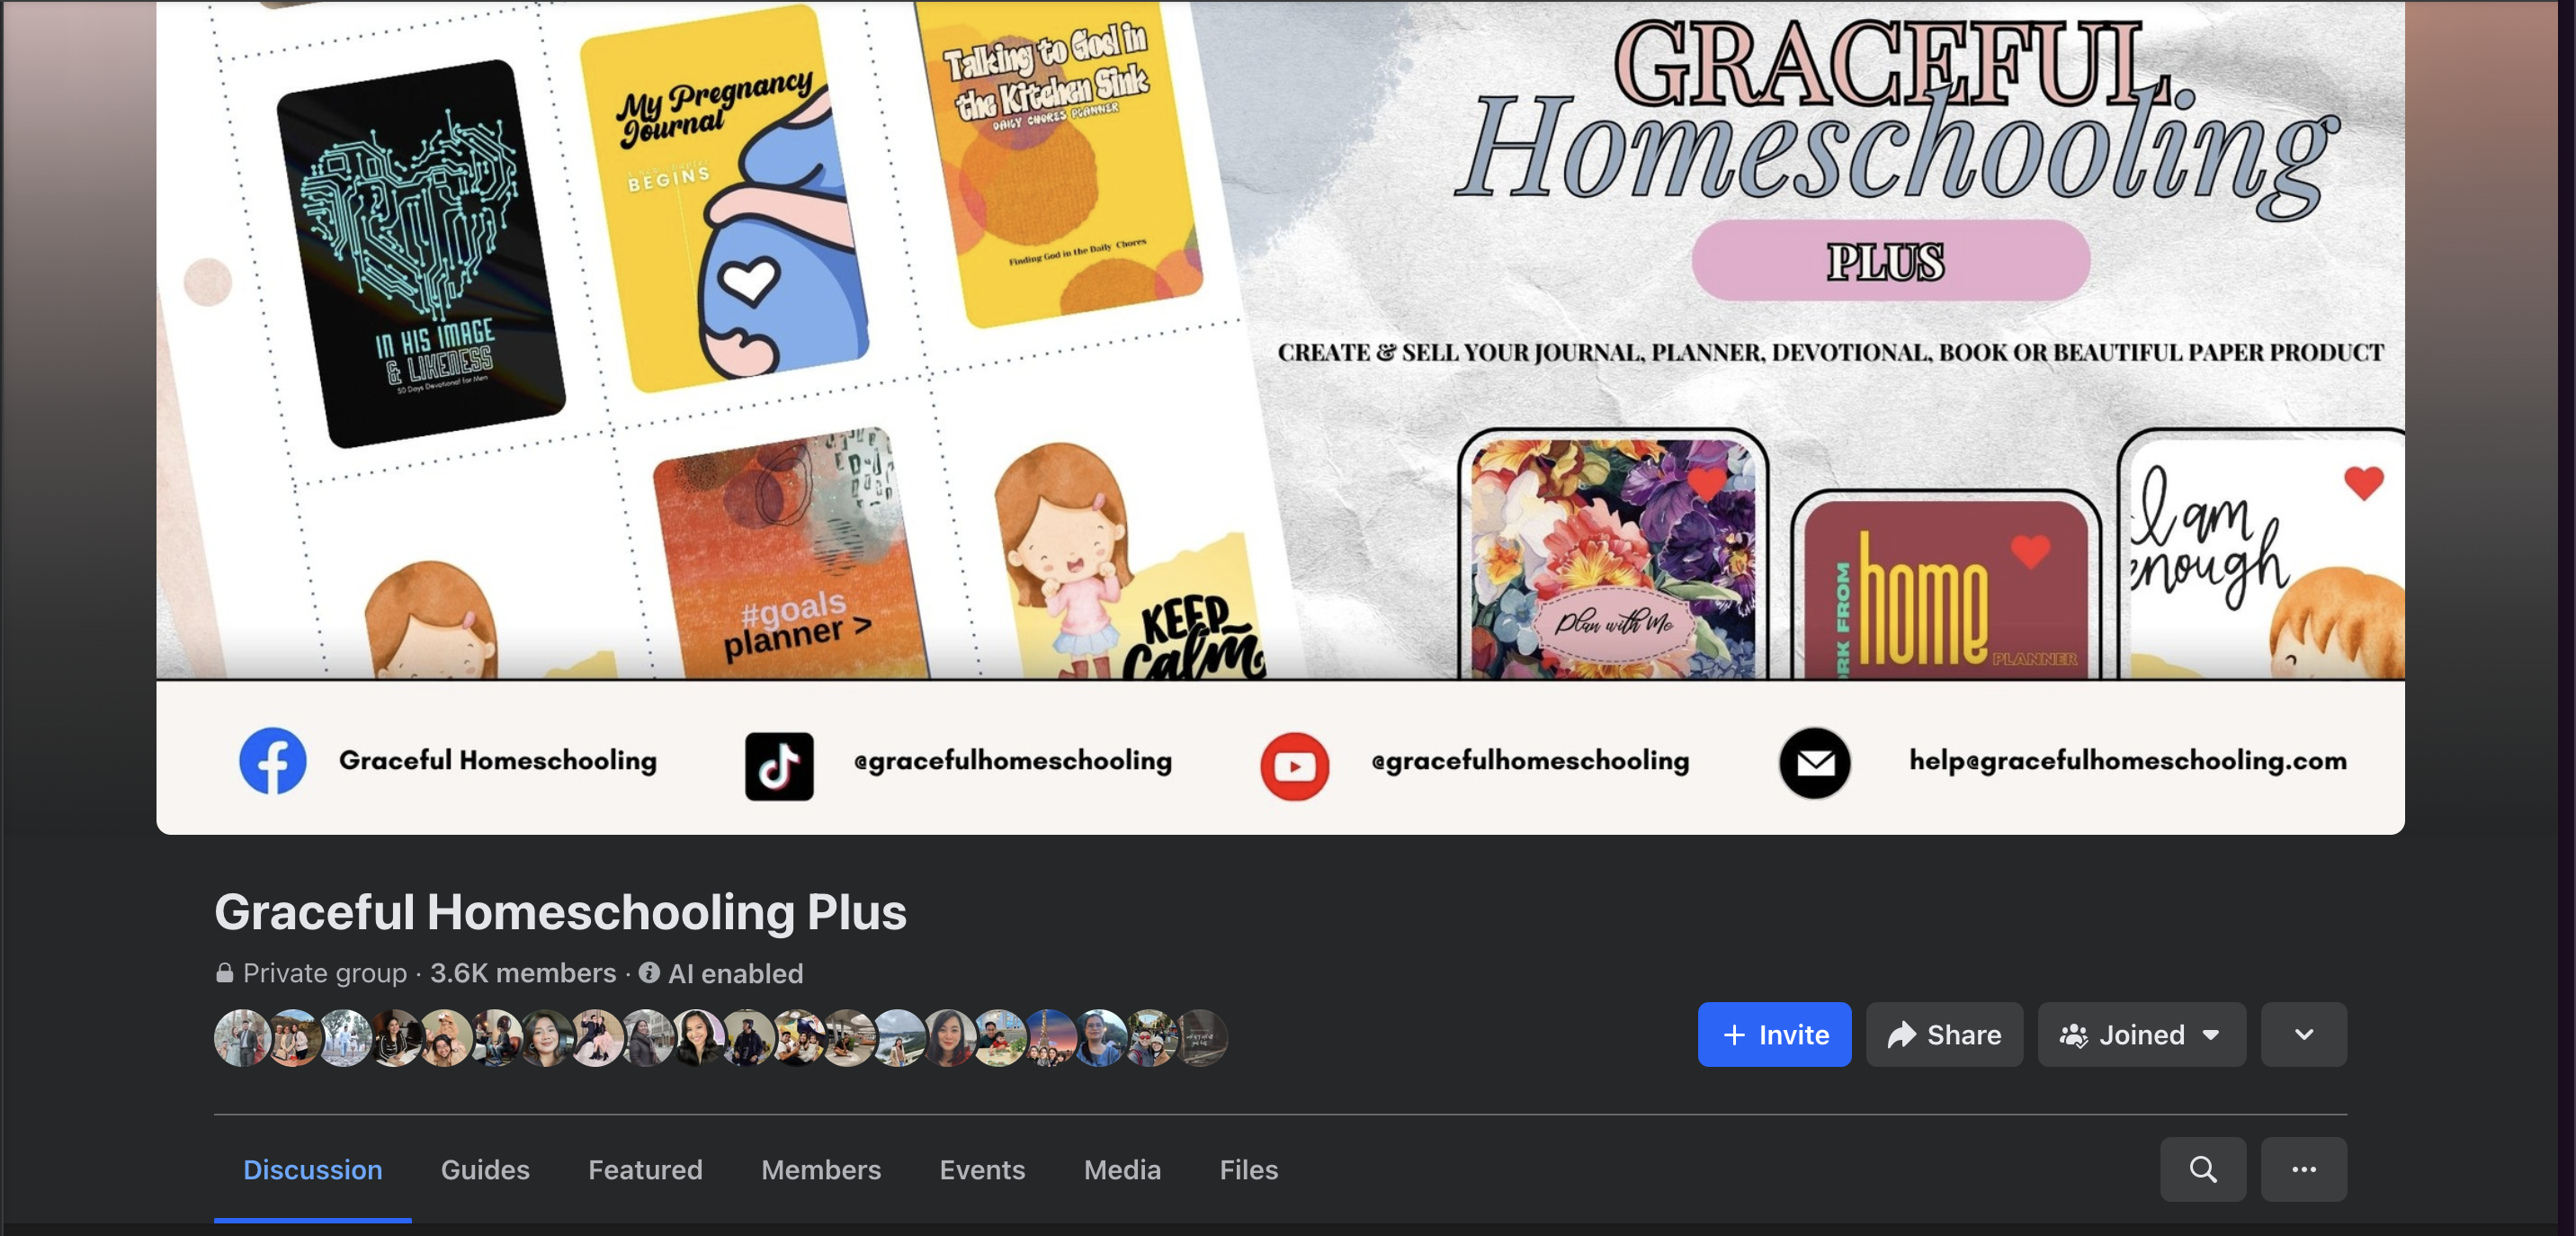 IN HIS IMAGE
& LIKENESS
50 Days Devotional for Men
My Pregnancy
Journal
BEGINS
Talking to God in
the Kitchen Sink
DAILY CHORES PLANNER
Finding God in the Daily Chores
#goals
planner >
KEEP
Calm
GRACEFUL
Homeschooling
PLUS
CREATE & SELL YOUR JOURNAL, PLANNER, DEVOTIONAL, BOOK OR BEAUTIFUL PAPER PRODUCT
Plan with Me
ORK FROM
home
PLANNER
I am
enough
Graceful Homeschooling
@gracefulhomeschooling
@gracefulhomeschooling
help@gracefulhomeschooling.com
Graceful Homeschooling Plus
Private group · 3.6K members · AI enabled
+ Invite
Share
Joined
Discussion
Guides
Featured
Members
Events
Media
Files